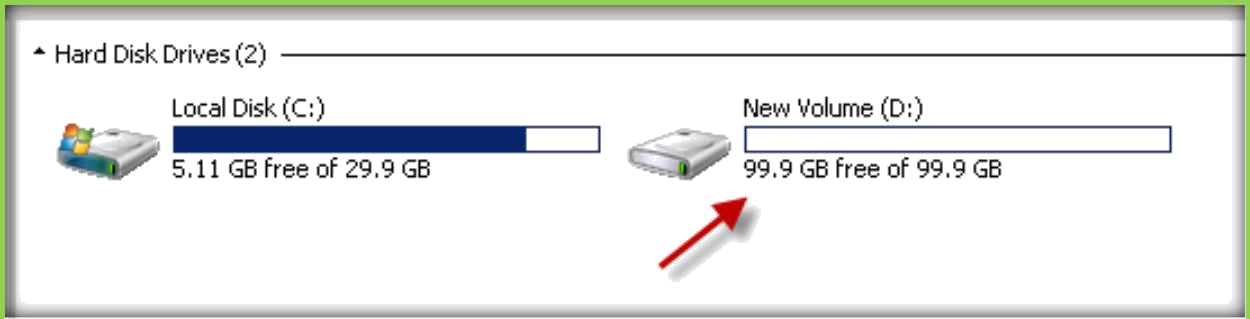 Hard Disk Drives (2)
Local Disk (C:)
5.11 GB free of 29.9 GB
New Volume (D:)
99.9 GB free of 99.9 GB